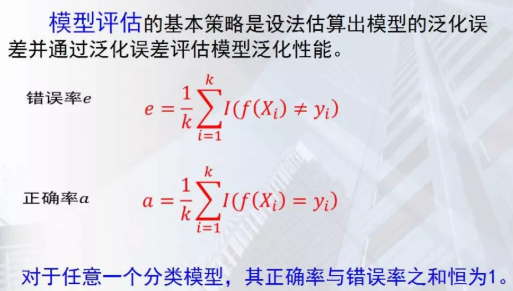 模型评估的基本策略是设法估算出模型的泛化误
差并通过泛化误差评估模型泛化性能。
错误率e
e = \frac{1}{k} \sum_{i=1}^{k} I(f(X_i) ≠ y_i)
正确率a
a = \frac{1}{k} \sum_{i=1}^{k} I(f(X_i) = y_i)
对于任意一个分类模型，其正确率与错误率之和恒为1。